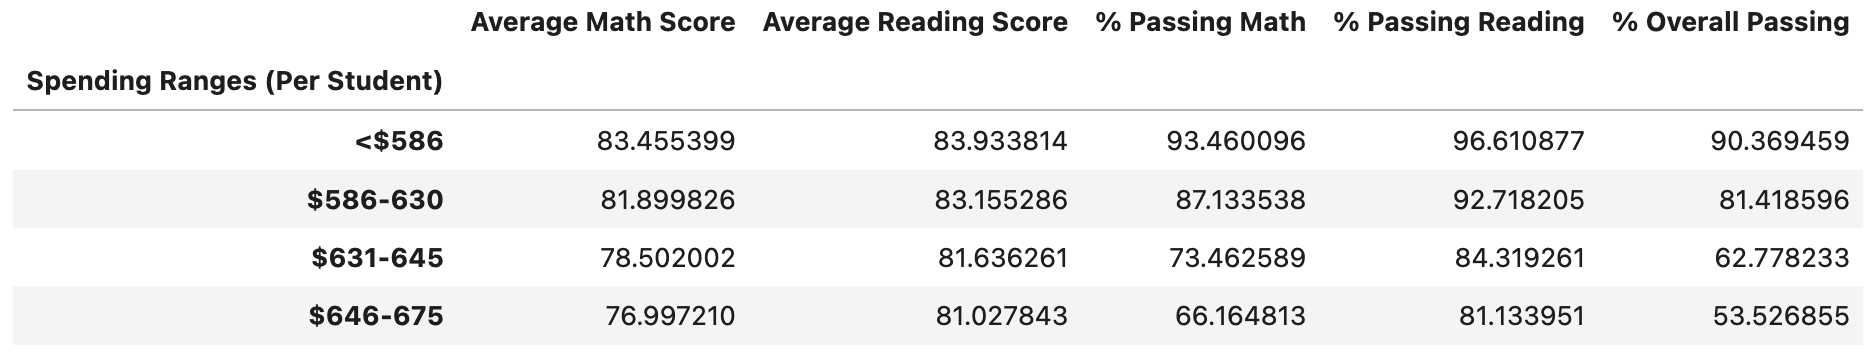 Average Math Score Average Reading Score % Passing Math % Passing Reading % Overall Passing
Spending Ranges (Per Student)
<$586 83.455399 83.933814 93.460096 96.610877 90.369459
$586-630 81.899826 83.155286 87.133538 92.718205 81.418596
$631-645 78.502002 81.636261 73.462589 84.319261 62.778233
$646-675 76.997210 81.027843 66.164813 81.133951 53.526855